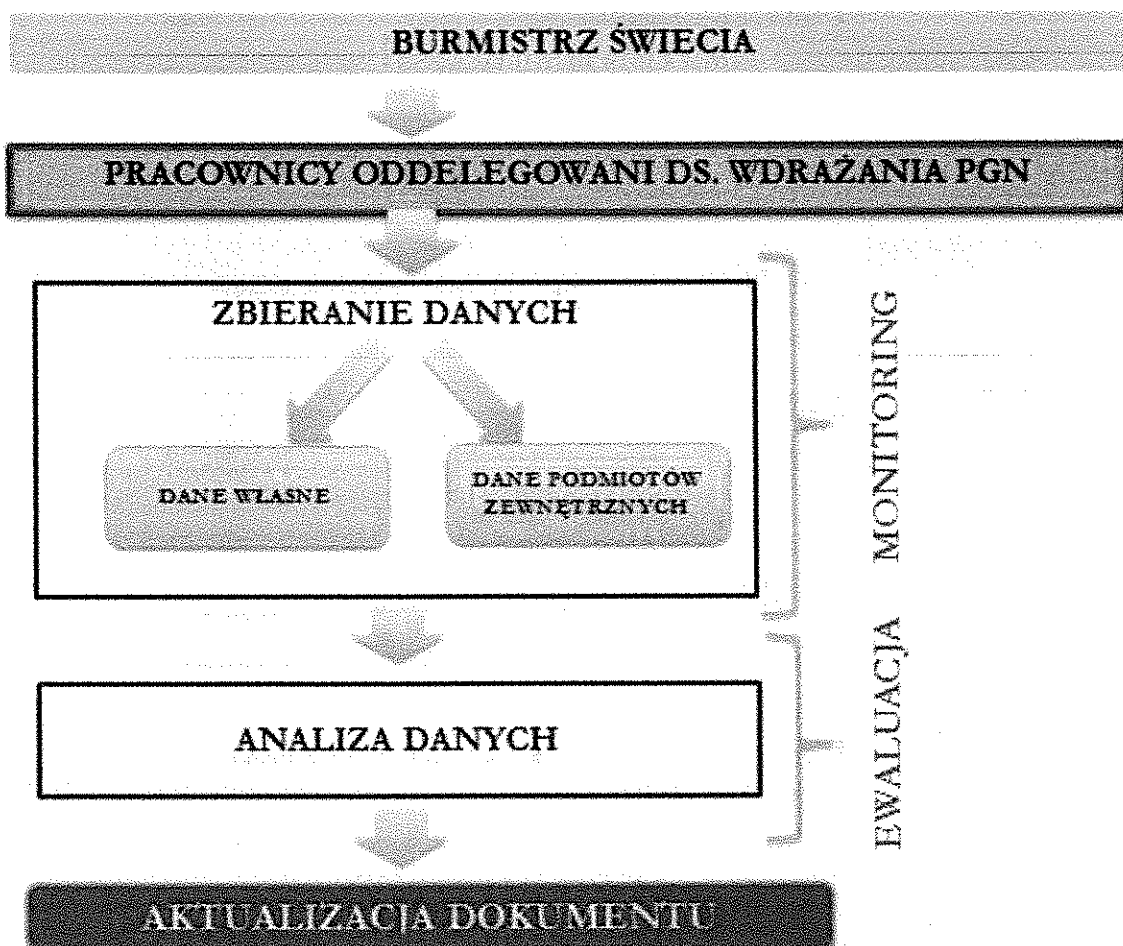 BURMISTRZ ŚWIECIA
PRACOWNICY ODDELEGOWANI DS. WDRAŻANIA PGN
ZBIERANIE DANYCH
DANE WŁASNE
DANE PODMIOTÓW
ZEWNĘTRZNYCH
MONITORING
ANALIZA DANYCH
EWALUACJA
AKTUALIZACJA DOKUMENTU